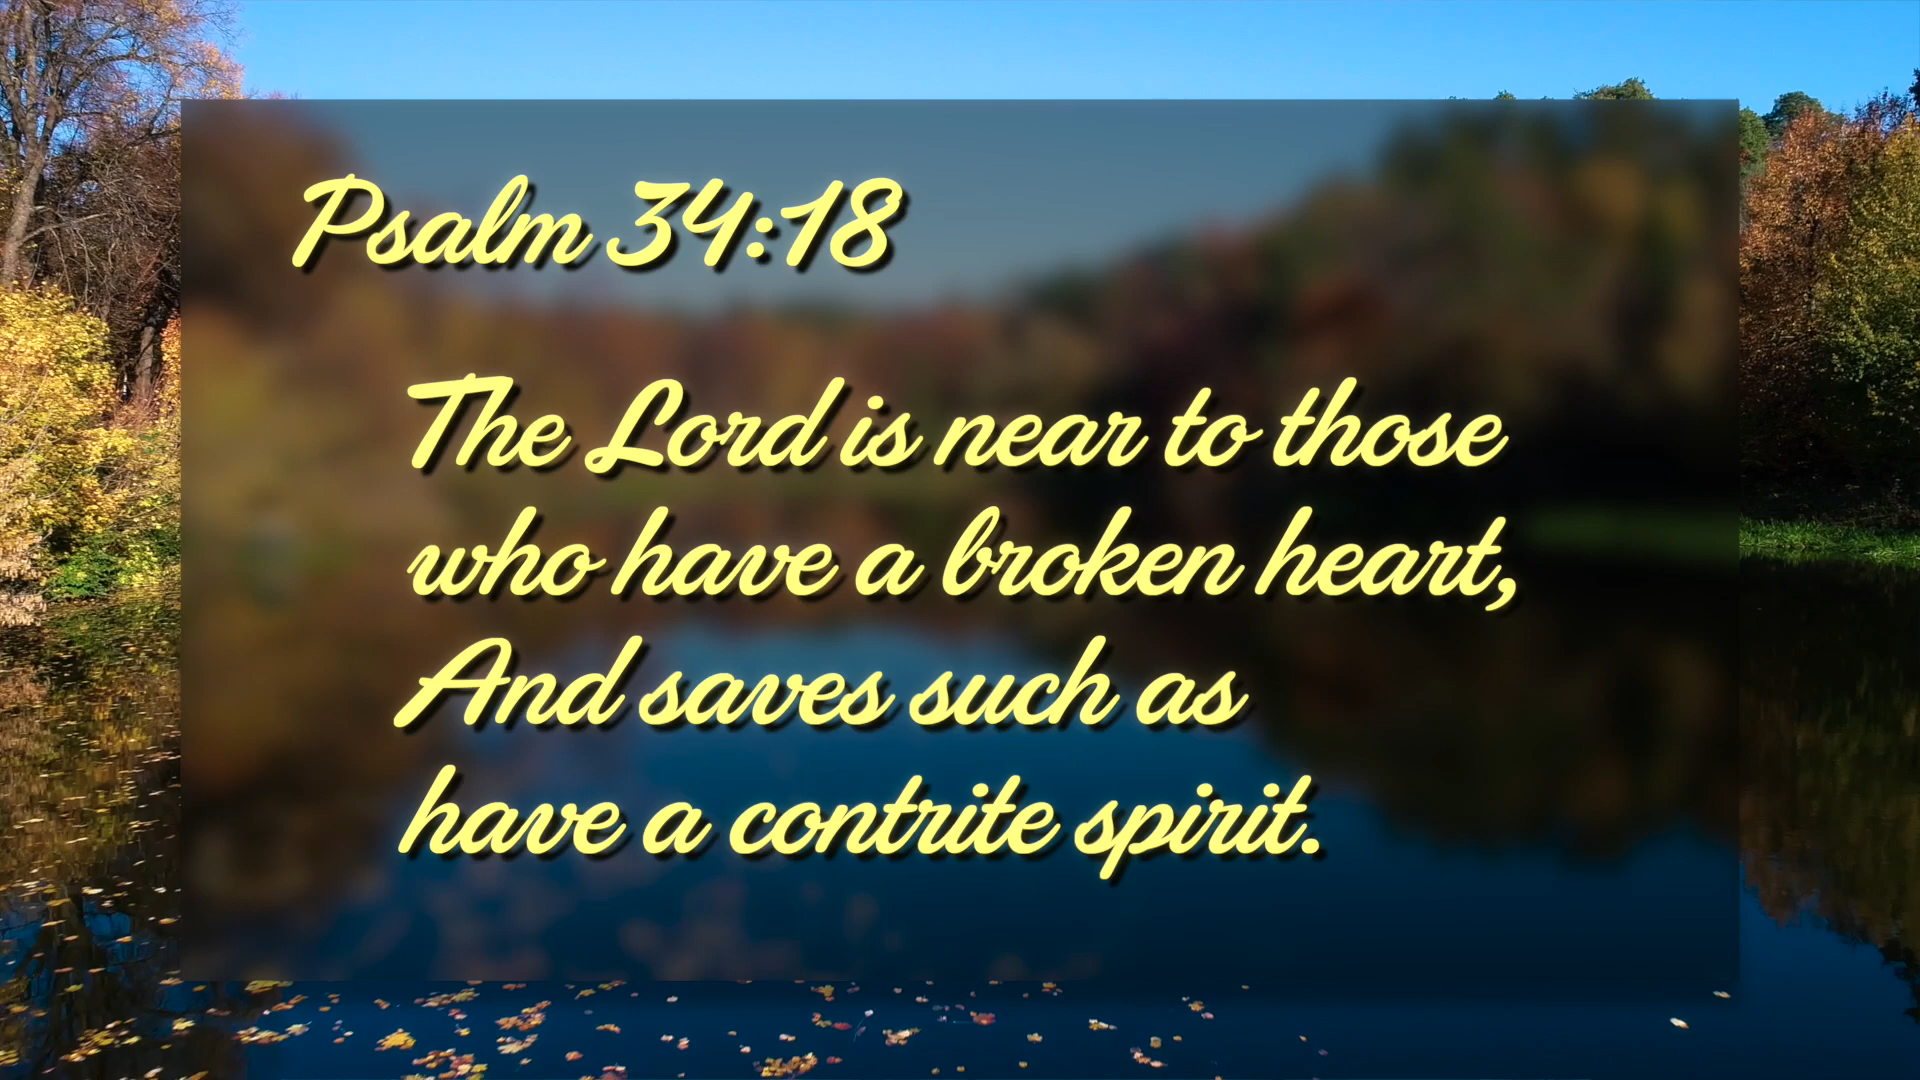 Psalm 34:18
The Lord is near to those
who have a broken heart,
And saves such as
have a contrite spirit.